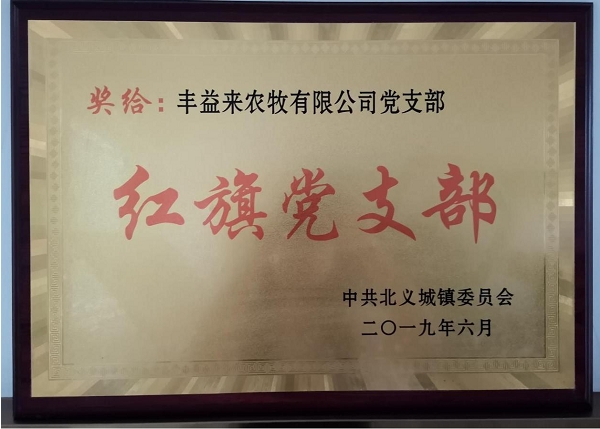 奖给：丰益来农牧有限公司党支部
红旗党支部
中共北义城镇委员会
二〇一九年六月